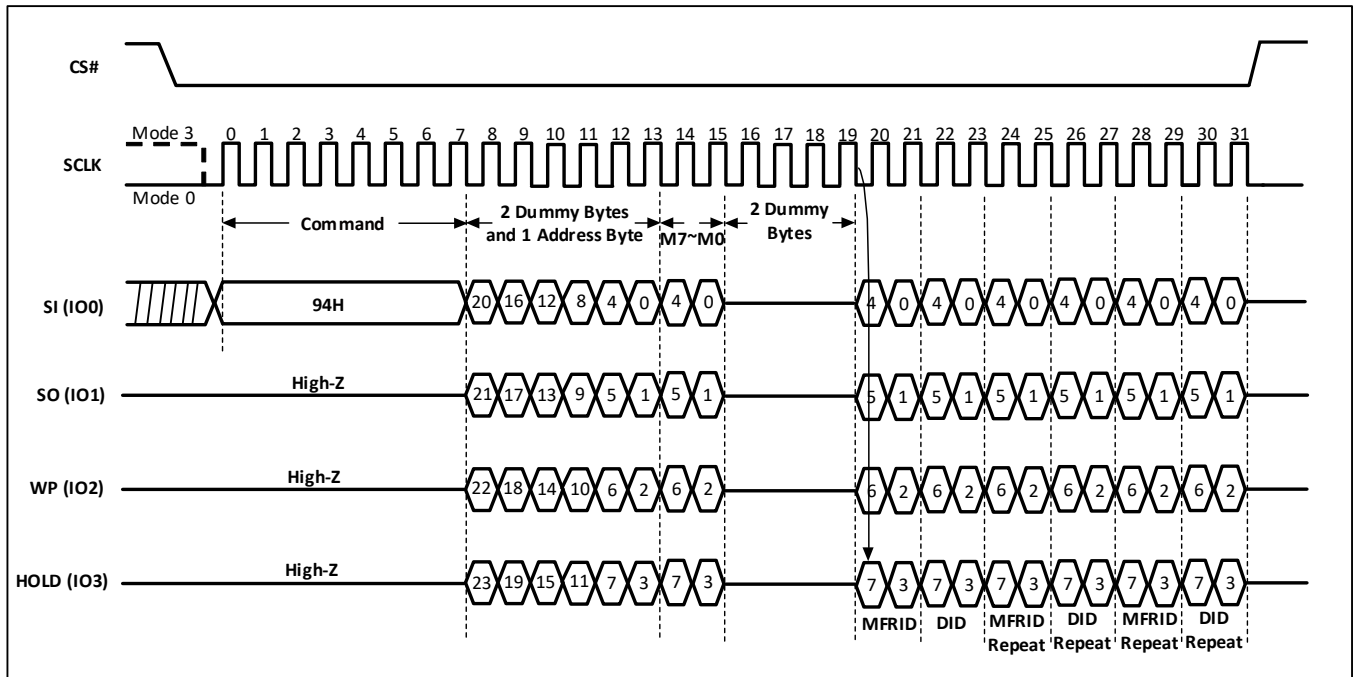 CS#
Mode 3
0 1 2 3 4 5 6 7 8 9 10 11 12 13 14 15 16 17 18 19 20 21 22 23 24 25 26 27 28 29 30 31
SCLK
Mode 0
Command
2 Dummy Bytes
and 1 Address Byte
M7~M0
2 Dummy
Bytes
SI (IO0)
94H
20 16 12 8 4 0 4 0 4 0 4 0 4 0 4 0 4 0 4 0
SO (IO1)
High-Z
21 17 13 9 5 1 5 1 5 1 5 1 5 1 5 1 5 1 5 1
WP (IO2)
High-Z
22 18 14 10 6 2 6 2 6 2 6 2 6 2 6 2 6 2 6 2
HOLD (IO3)
High-Z
23 19 15 11 7 3 7 3 7 3 7 3 7 3 7 3 7 3 7 3
MFRID DID MFRID DID MFRID DID
Repeat Repeat Repeat Repeat